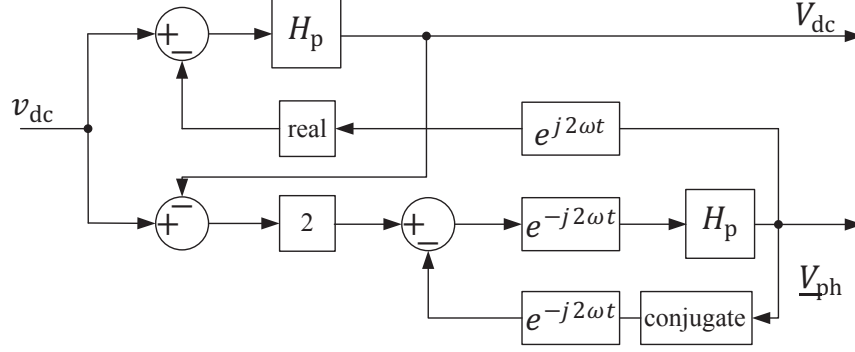 V_dc
+ − H_p
v_dc
real e^{j2ωt}
− + 2 + − e^{-j2ωt} H_p
V_ph
e^{-j2ωt} conjugate